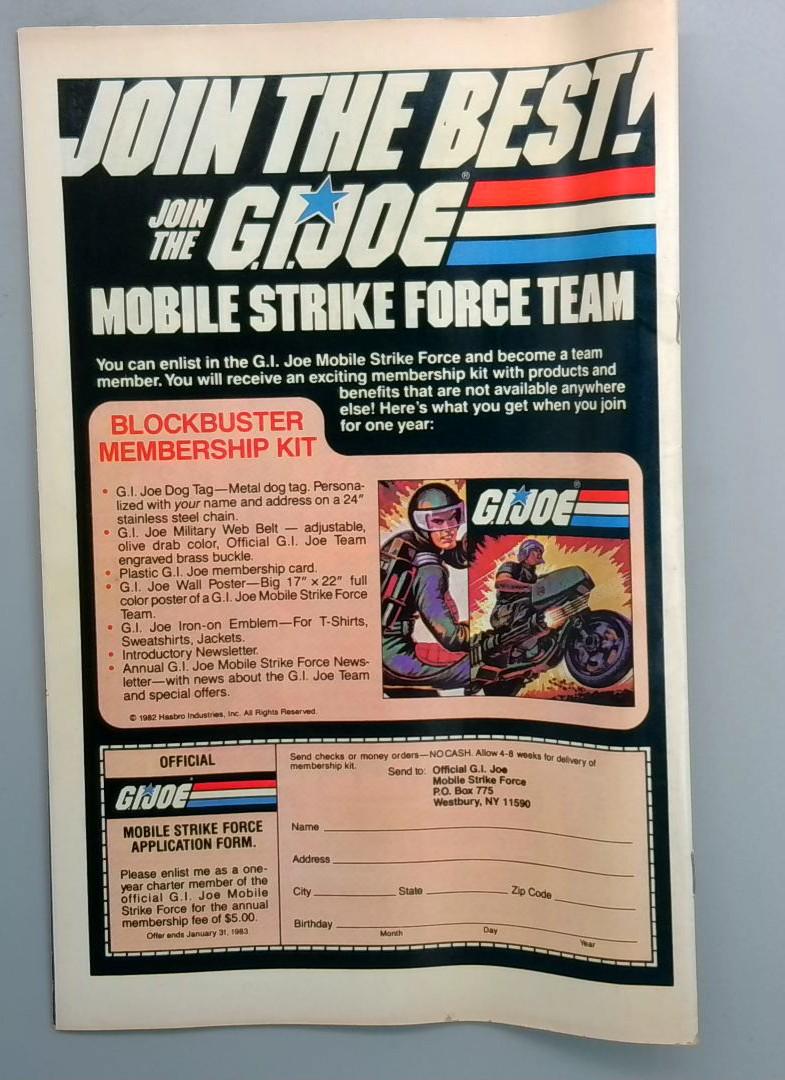 JOIN THE BEST!
JOIN
THE
G.I.JOE®
MOBILE STRIKE FORCE TEAM
You can enlist in the G.I. Joe Mobile Strike Force and become a team
member. You will receive an exciting membership kit with products and
benefits that are not available anywhere
else! Here's what you get when you join
for one year:
BLOCKBUSTER
MEMBERSHIP KIT
• G.I. Joe Dog Tag—Metal dog tag. Persona-
lized with your name and address on a 24"
stainless steel chain.
• G.I. Joe Military Web Belt — adjustable,
olive drab color, Official G.I. Joe Team
engraved brass buckle.
• Plastic G.I. Joe membership card.
• G.I. Joe Wall Poster—Big 17" x 22" full
color poster of a G.I. Joe Mobile Strike Force
Team.
• G.I. Joe Iron-on Emblem—For T-Shirts,
Sweatshirts, Jackets.
• Introductory Newsletter.
• Annual G.I. Joe Mobile Strike Force News-
letter—with news about the G.I. Joe Team
and special offers.
© 1982 Hasbro Industries, Inc. All Rights Reserved.
G.I.JOE®
OFFICIAL
G.I.JOE
MOBILE STRIKE FORCE
APPLICATION FORM.
Please enlist me as a one-
year charter member of the
official G.I. Joe Mobile
Strike Force for the annual
membership fee of $5.00.
Offer ends January 31, 1983
Send checks or money orders—NO CASH. Allow 4-8 weeks for delivery of
membership kit.
Send to: Official G.I. Joe
Mobile Strike Force
P.O. Box 775
Westbury, NY 11590
Name
Address
City State Zip Code
Birthday
Month Day Year